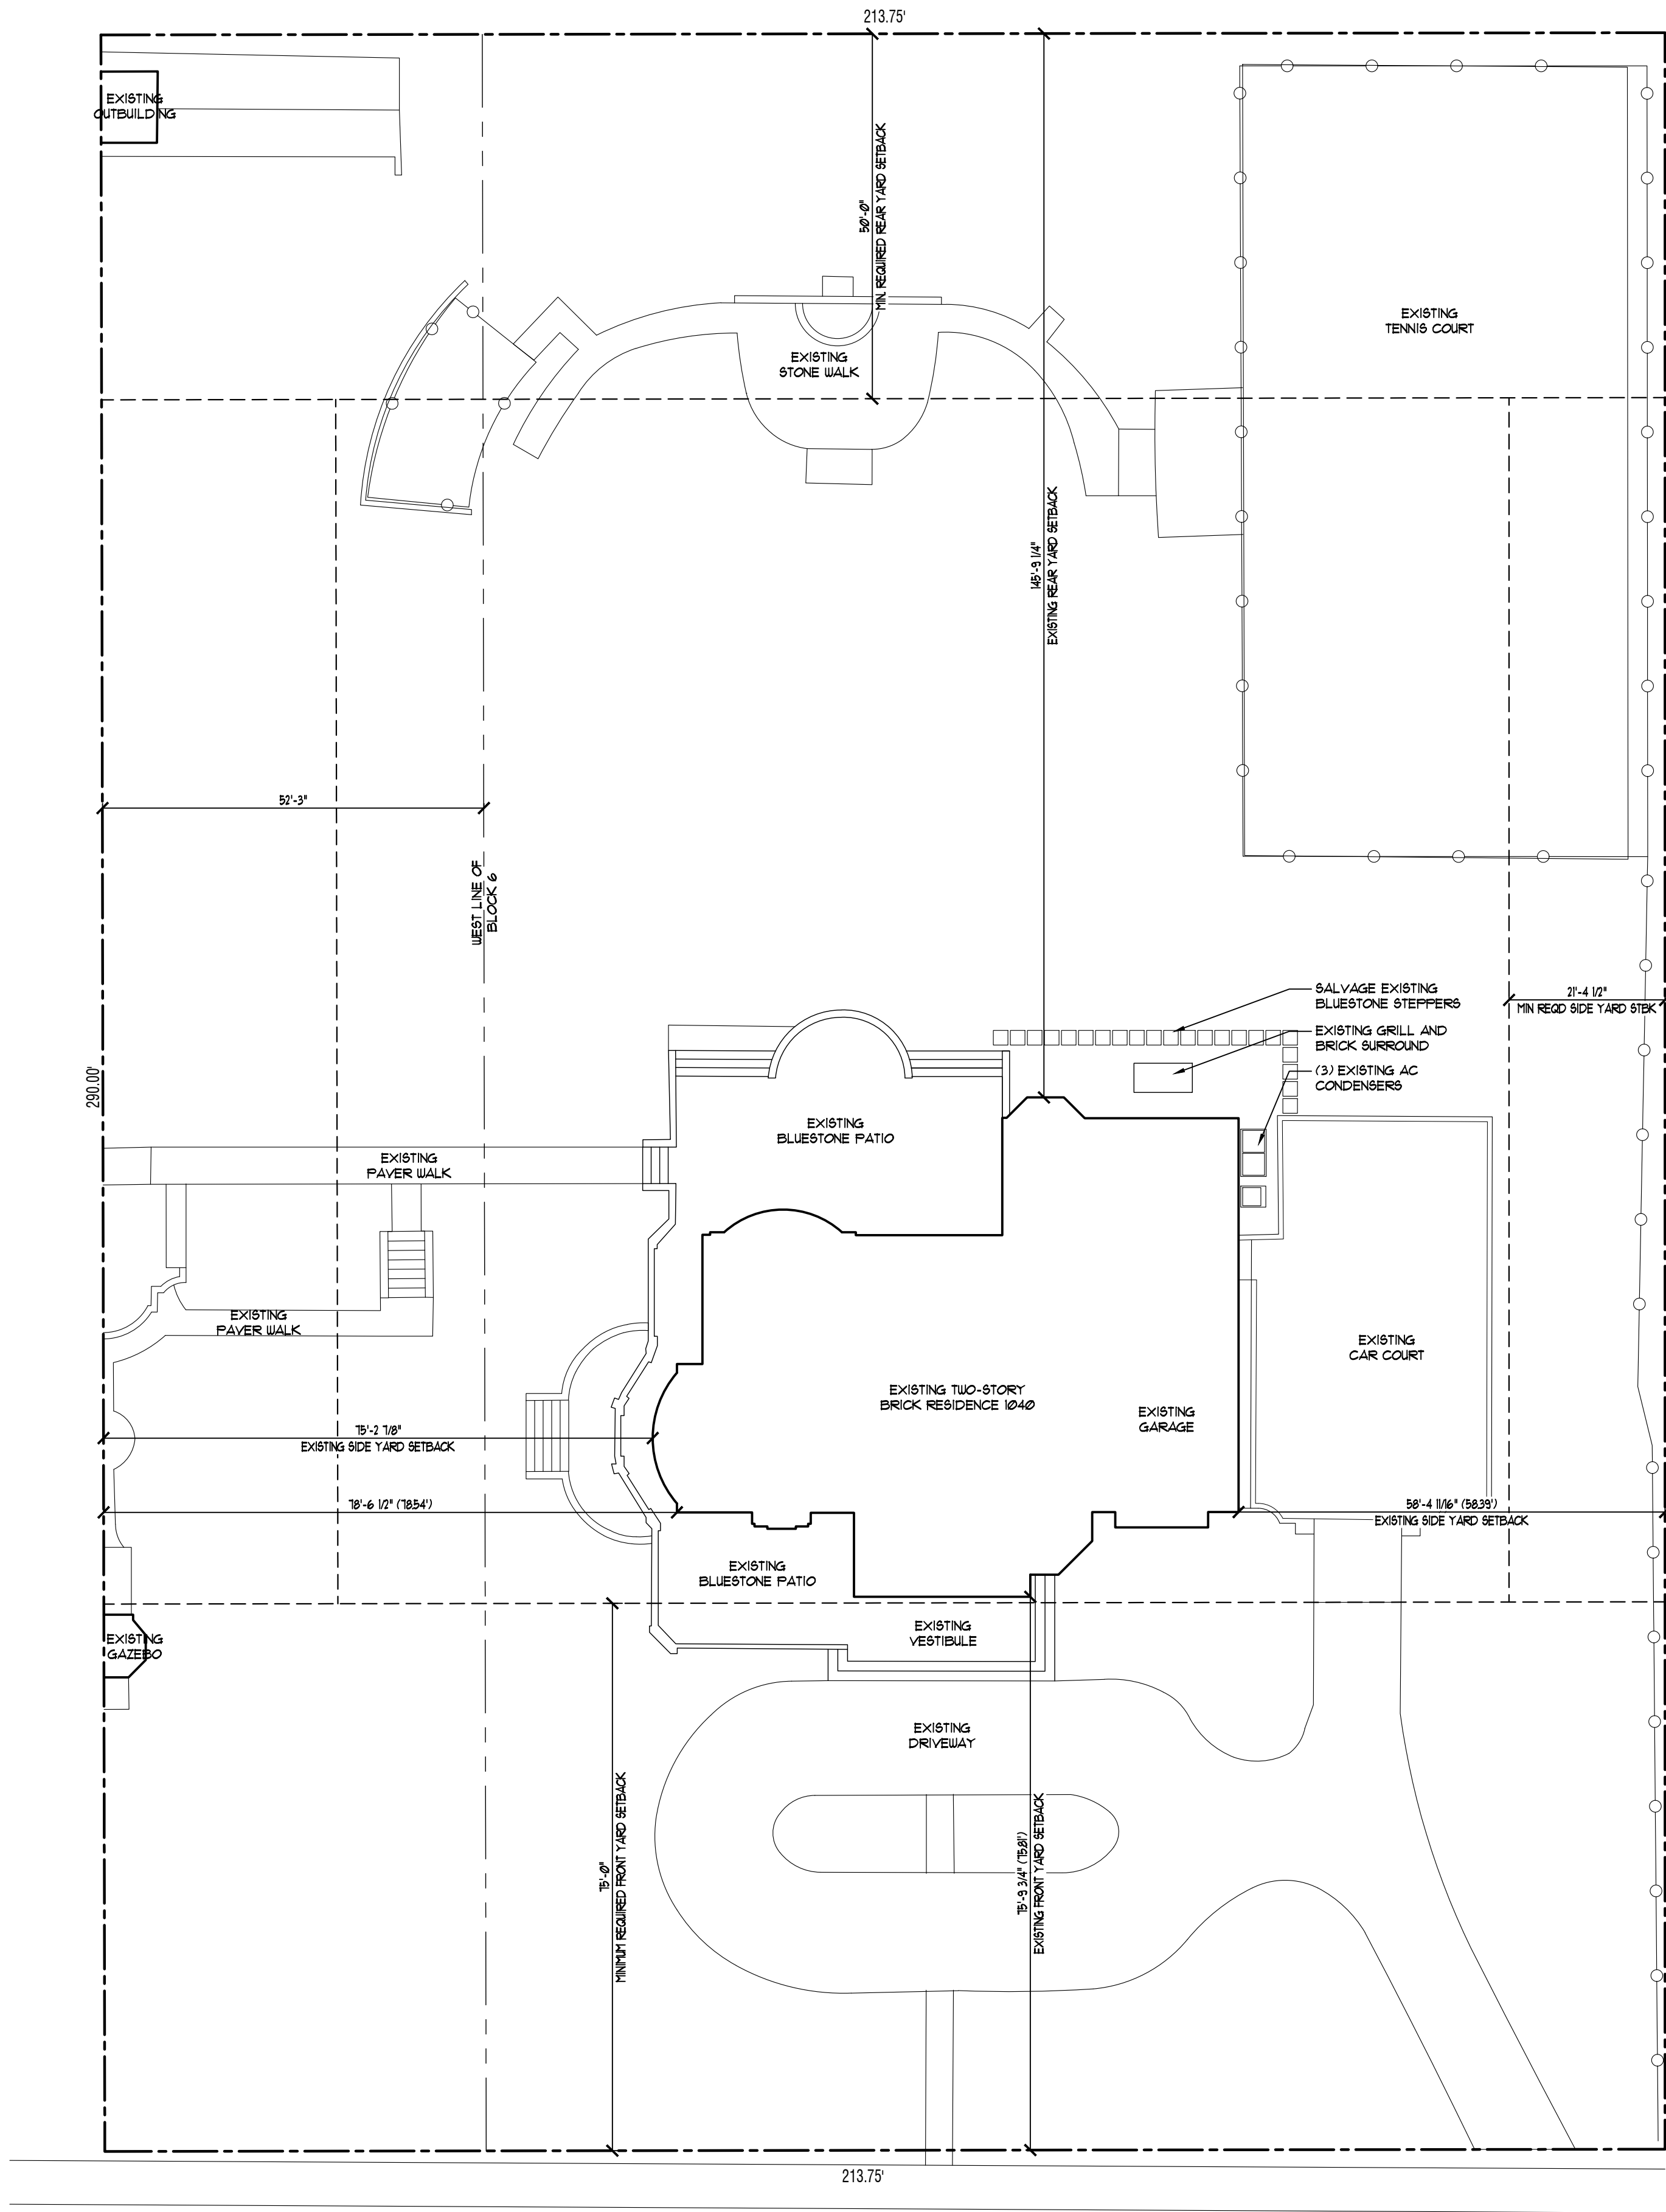 213.75'
EXISTING
OUTBUILDING
50'-0"
MIN. REQUIRED REAR YARD SETBACK
EXISTING
TENNIS COURT
EXISTING
STONE WALK
145'-9 1/4"
EXISTING REAR YARD SETBACK
52'-3"
WEST LINE OF
BLOCK 6
SALVAGE EXISTING
BLUESTONE STEPPERS
21'-4 1/2"
MIN REQD SIDE YARD STBK
EXISTING GRILL AND
BRICK SURROUND
(3) EXISTING AC
CONDENSERS
290.00'
EXISTING
BLUESTONE PATIO
EXISTING
PAVER WALK
EXISTING
PAVER WALK
EXISTING
CAR COURT
EXISTING TWO-STORY
BRICK RESIDENCE 1040
EXISTING
GARAGE
75'-2 7/8"
EXISTING SIDE YARD SETBACK
78'-6 1/2" (78.54')
58'-4 11/16" (58.39')
EXISTING SIDE YARD SETBACK
EXISTING
BLUESTONE PATIO
EXISTING
VESTIBULE
EXISTING
GAZEBO
EXISTING
DRIVEWAY
75'-0"
MINIMUM REQUIRED FRONT YARD SETBACK
75'-9 3/4" (75.81')
EXISTING FRONT YARD SETBACK
213.75'